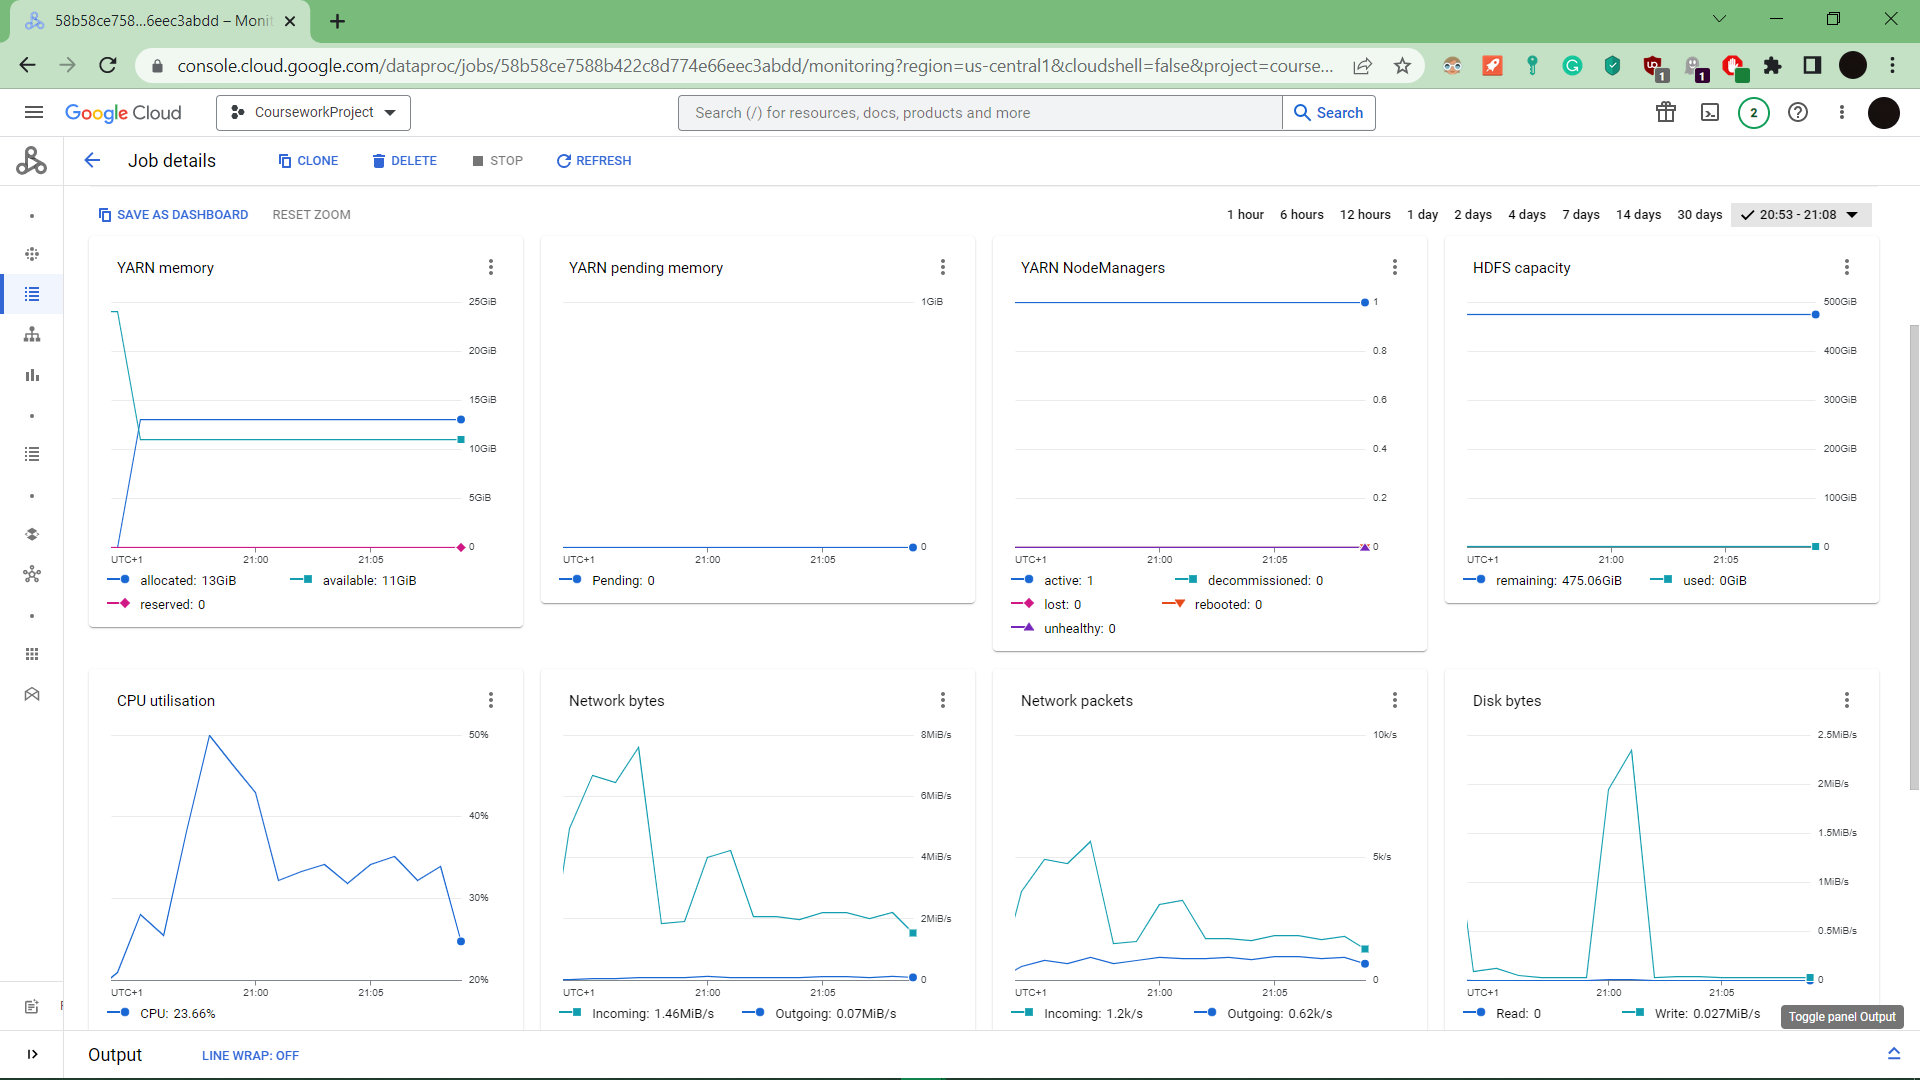 58b58ce758...6eec3abdd – Monit
console.cloud.google.com/dataproc/jobs/58b58ce7588b422c8d774e66eec3abdd/monitoring?region=us-central1&cloudshell=false&project=course...
1
1
Google Cloud
CourseworkProject
Search (/) for resources, docs, products and more
Search
2
Job details
CLONE
DELETE
STOP
REFRESH
SAVE AS DASHBOARD
RESET ZOOM
1 hour
6 hours
12 hours
1 day
2 days
4 days
7 days
14 days
30 days
20:53 - 21:08
YARN memory
25GiB
20GiB
15GiB
10GiB
5GiB
0
UTC+1
21:00
21:05
allocated: 13GiB
available: 11GiB
reserved: 0
YARN pending memory
1GiB
0
UTC+1
21:00
21:05
Pending: 0
YARN NodeManagers
1
0.8
0.6
0.4
0.2
0
UTC+1
21:00
21:05
active: 1
decommissioned: 0
lost: 0
rebooted: 0
unhealthy: 0
HDFS capacity
500GiB
400GiB
300GiB
200GiB
100GiB
0
UTC+1
21:00
21:05
remaining: 475.06GiB
used: 0GiB
CPU utilisation
50%
40%
30%
20%
UTC+1
21:00
21:05
CPU: 23.66%
Network bytes
8MiB/s
6MiB/s
4MiB/s
2MiB/s
0
UTC+1
21:00
21:05
Incoming: 1.46MiB/s
Outgoing: 0.07MiB/s
Network packets
10k/s
5k/s
0
UTC+1
21:00
21:05
Incoming: 1.2k/s
Outgoing: 0.62k/s
Disk bytes
2.5MiB/s
2MiB/s
1.5MiB/s
1MiB/s
0.5MiB/s
0
UTC+1
21:00
21:05
Read: 0
Write: 0.027MiB/s
Toggle panel Output
Output
LINE WRAP: OFF